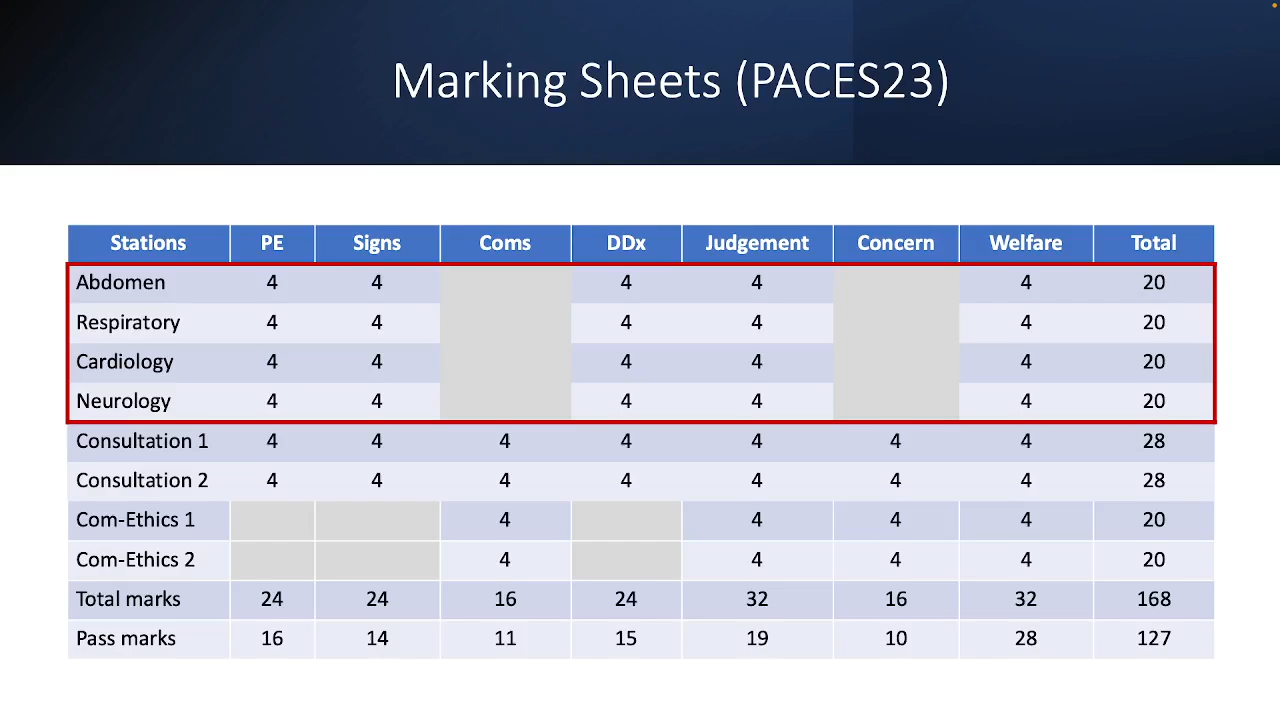 Marking Sheets (PACES23)
Stations PE Signs Coms DDx Judgement Concern Welfare Total
Abdomen 4 4 4 4 4 20
Respiratory 4 4 4 4 4 20
Cardiology 4 4 4 4 4 20
Neurology 4 4 4 4 4 20
Consultation 1 4 4 4 4 4 4 4 28
Consultation 2 4 4 4 4 4 4 4 28
Com-Ethics 1 4 4 4 4 20
Com-Ethics 2 4 4 4 4 20
Total marks 24 24 16 24 32 16 32 168
Pass marks 16 14 11 15 19 10 28 127